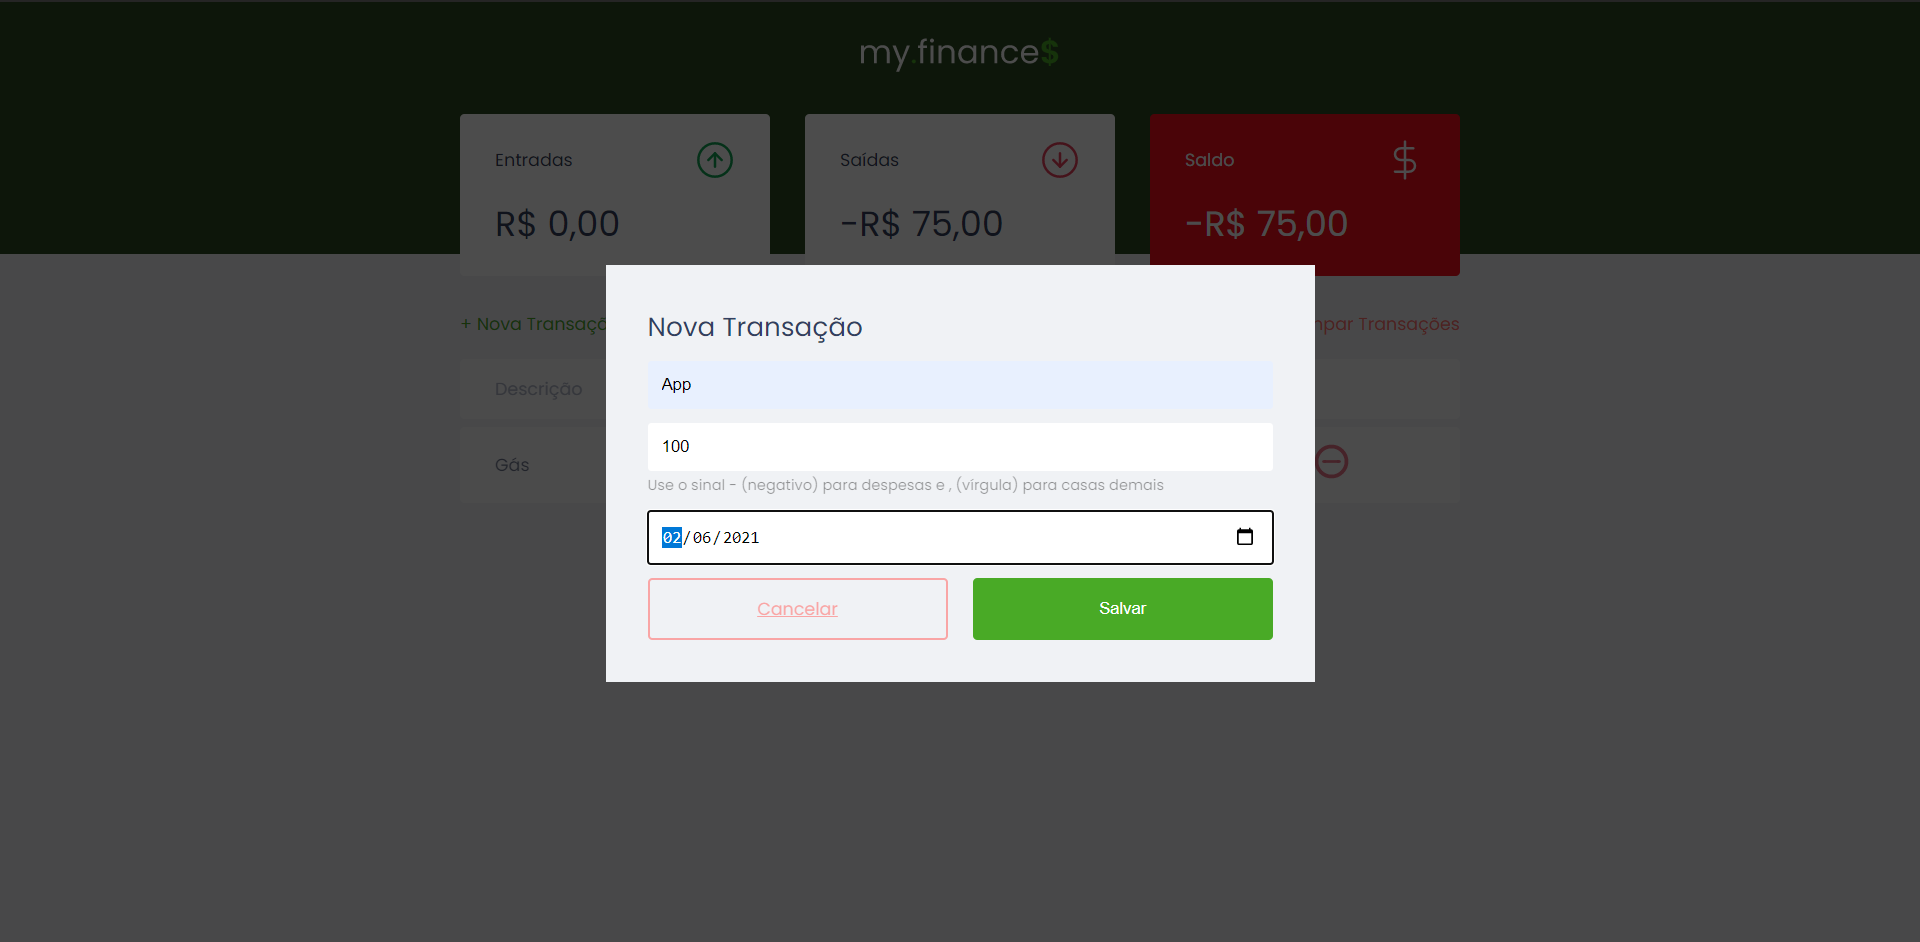 my.finance$
Entradas
R$ 0,00
Saídas
-R$ 75,00
Saldo
-R$ 75,00
+ Nova Transaçã
mpar Transações
Descrição
Gás
Nova Transação
App
100
Use o sinal - (negativo) para despesas e , (vírgula) para casas demais
02/06/2021
Cancelar
Salvar